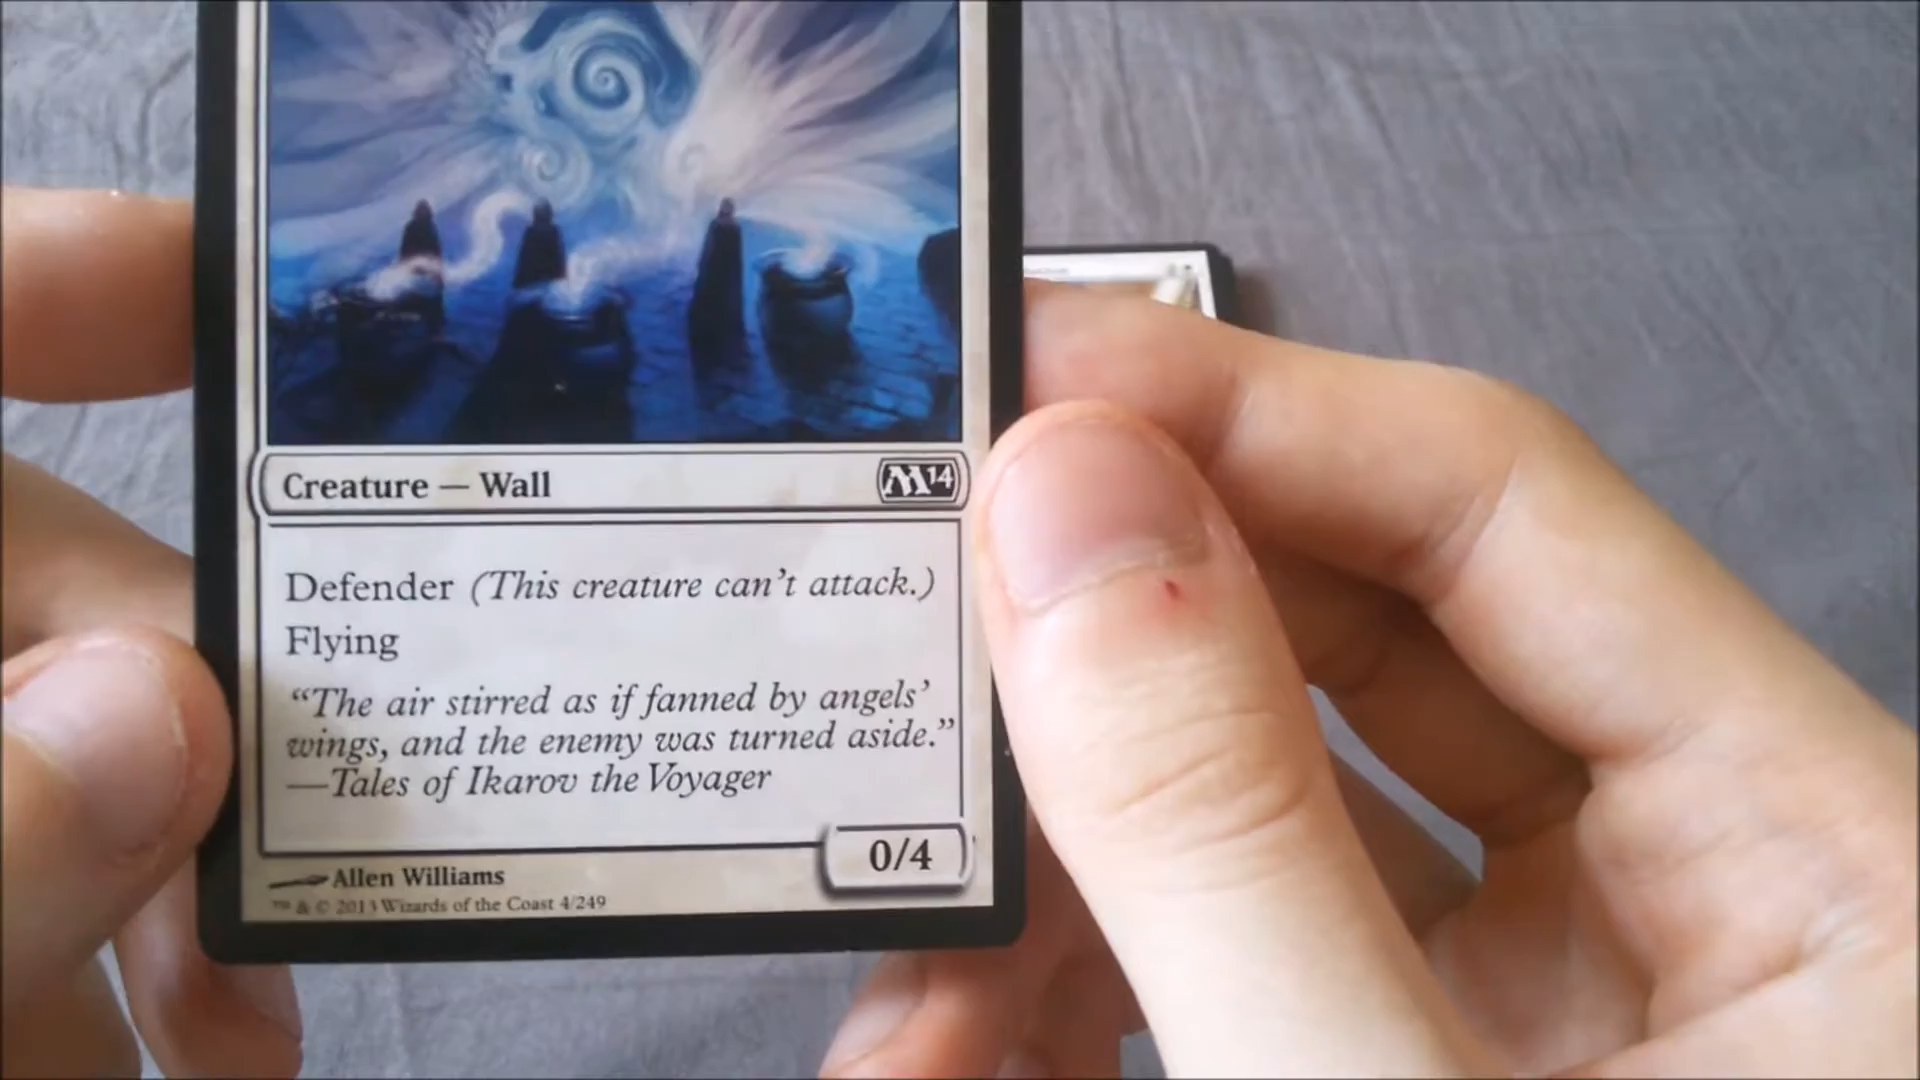 Creature — Wall M14
Defender (This creature can't attack.)
Flying
“The air stirred as if fanned by angels’
wings, and the enemy was turned aside.”
—Tales of Ikarov the Voyager
0/4
Allen Williams
™ & © 2013 Wizards of the Coast 4/249